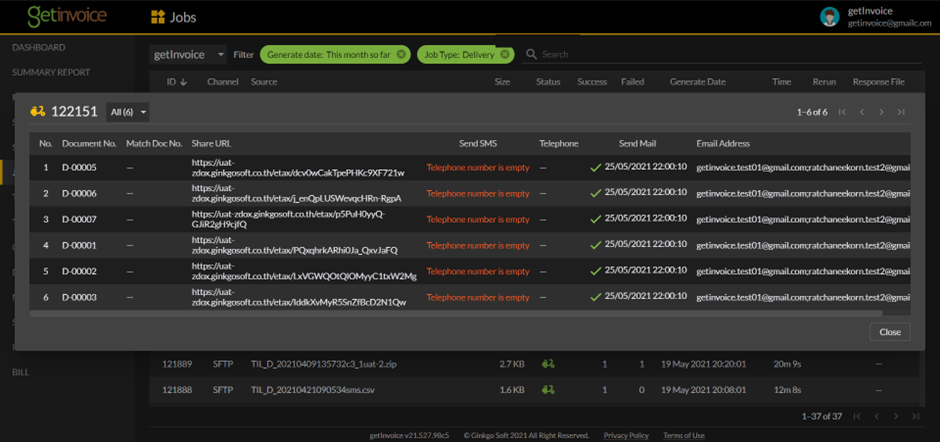 getinvoice
Jobs
getInvoice
getinvoice@gmailc.om
DASHBOARD
SUMMARY REPORT
getInvoice
Filter
Generate date: This month so far
Job Type: Delivery
Search
ID Channel Source Size Status Success Failed Generate Date Time Rerun Response File
122151 All (6) 1–6 of 6
No. Document No. Match Doc No. Share URL Send SMS Telephone Send Mail Email Address
1 D-00005 — https://uat-
zdox.ginkgosoft.co.th/etax/dcv0wCakTpePHKc9XF721w
Telephone number is empty — 25/05/2021 22:00:10 getinvoice.test01@gmail.com;ratchaneekorn.test2@gmai
2 D-00006 — https://uat-
zdox.ginkgosoft.co.th/etax/j_enQpLUSWevqcHRn-RgpA
Telephone number is empty — 25/05/2021 22:00:10 getinvoice.test01@gmail.com;ratchaneekorn.test2@gmai
3 D-00007 — https://uat-zdox.ginkgosoft.co.th/etax/p5PuH0yyQ-
GJiR2gH9cjfQ
Telephone number is empty — 25/05/2021 22:00:10 getinvoice.test01@gmail.com;ratchaneekorn.test2@gmai
4 D-00001 — https://uat-
zdox.ginkgosoft.co.th/etax/PQxqhrkARhi0Ja_QxvJaFQ
Telephone number is empty — 25/05/2021 22:00:10 getinvoice.test01@gmail.com;ratchaneekorn.test2@gmai
5 D-00002 — https://uat-
zdox.ginkgosoft.co.th/etax/LxVGWQOtQIOMyyC1txW2Mg
Telephone number is empty — 25/05/2021 22:00:10 getinvoice.test01@gmail.com;ratchaneekorn.test2@gmai
6 D-00003 — https://uat-
zdox.ginkgosoft.co.th/etax/IddkXvMyR5SnZfBcD2N1Qw
Telephone number is empty — 25/05/2021 22:00:10 getinvoice.test01@gmail.com;ratchaneekorn.test2@gmai
Close
BILL
121889 SFTP TIL_D_20210409135732c3_1uat-2.zip 2.7 KB 1 1 19 May 2021 20:20:01 20m 9s —
121888 SFTP TIL_D_20210421090534sms.csv 1.6 KB 1 0 19 May 2021 20:08:01 12m 8s —
1–37 of 37
getInvoice v21.527.98c5 © Ginkgo Soft 2021 All Right Reserved. Privacy Policy Terms of Use